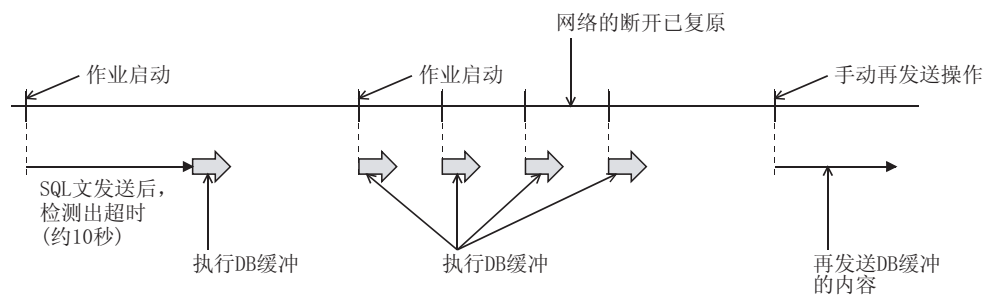 网络的断开已复原
作业启动
作业启动
手动再发送操作
SQL文发送后，
检测出超时
(约10秒)
执行DB缓冲
执行DB缓冲
再发送DB缓冲
的内容